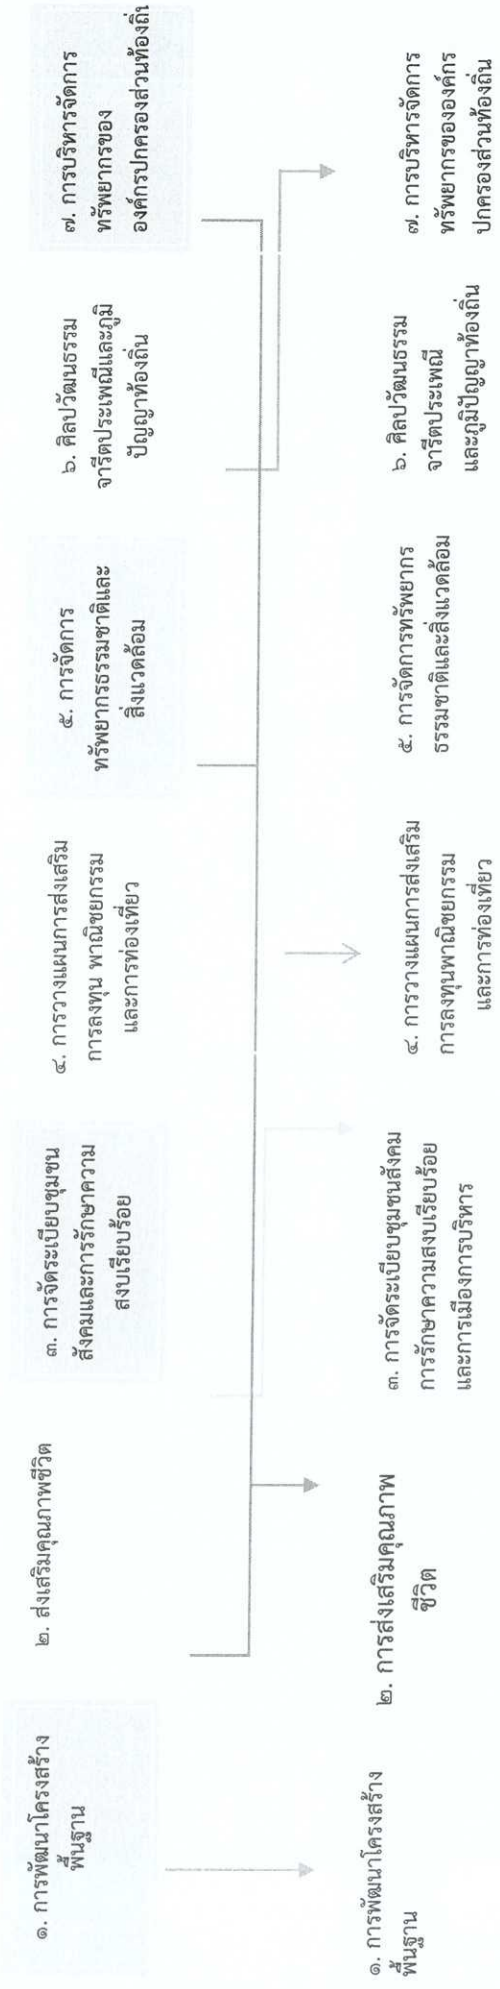 ๑. การพัฒนาโครงสร้าง
พื้นฐาน
๒. ส่งเสริมคุณภาพชีวิต
๓. การจัดระเบียบชุมชน
สังคมและการรักษาความ
สงบเรียบร้อย
๔. การวางแผนการส่งเสริม
การลงทุน พาณิชยกรรม
และการท่องเที่ยว
๕. การจัดการ
ทรัพยากรธรรมชาติและ
สิ่งแวดล้อม
๖. ศิลปวัฒนธรรม
จารีตประเพณีและภูมิ
ปัญญาท้องถิ่น
๗. การบริหารจัดการ
ทรัพยากรของ
องค์กรปกครองส่วนท้องถิ่น
๑. การพัฒนาโครงสร้าง
พื้นฐาน
๒. การส่งเสริมคุณภาพ
ชีวิต
๓. การจัดระเบียบชุมชนสังคม
การรักษาความสงบเรียบร้อย
และการเมืองการบริหาร
๔. การวางแผนการส่งเสริม
การลงทุนพาณิชยกรรม
และการท่องเที่ยว
๕. การจัดการทรัพยากร
ธรรมชาติและสิ่งแวดล้อม
๖. ศิลปวัฒนธรรม
จารีตประเพณี
และภูมิปัญญาท้องถิ่น
๗. การบริหารจัดการ
ทรัพยากรขององค์กร
ปกครองส่วนท้องถิ่น